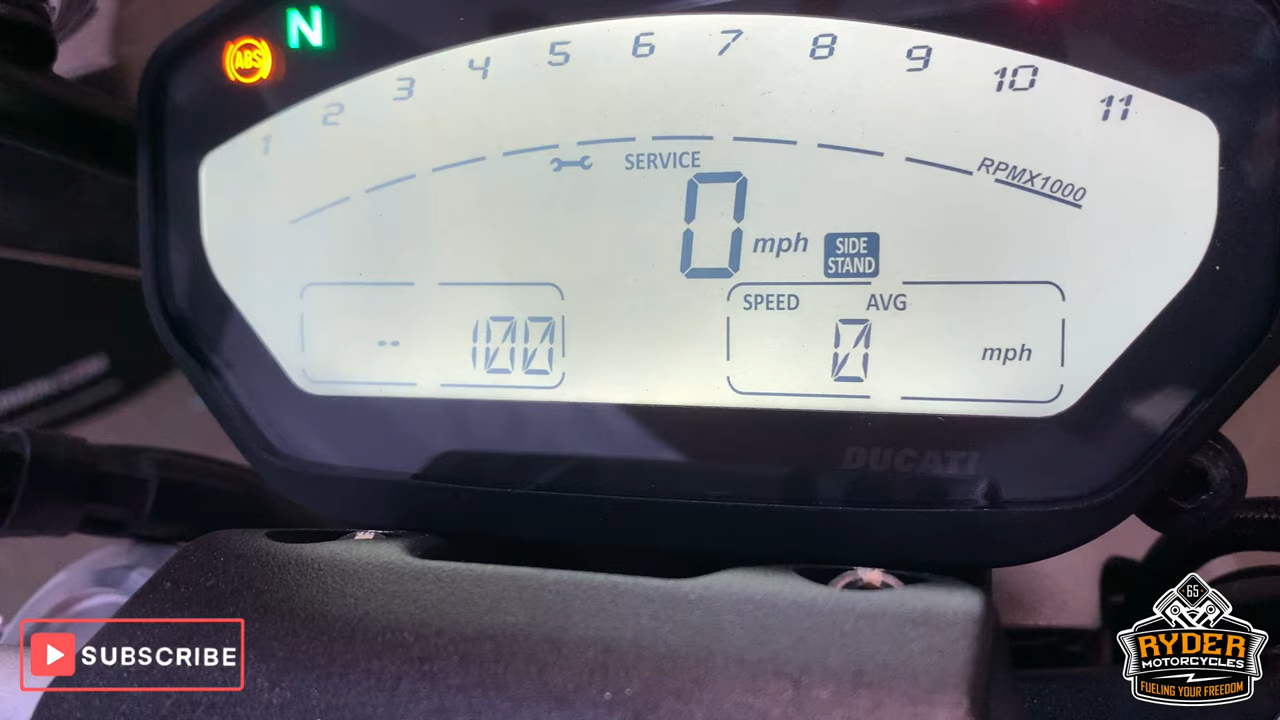 N
ABS
1 2 3 4 5 6 7 8 9 10 11
SERVICE
RPMX1000
0 mph
SIDE
STAND
SPEED AVG
-- 100
0 mph
DUCATI
SUBSCRIBE
65
RYDER
MOTORCYCLES
FUELING YOUR FREEDOM